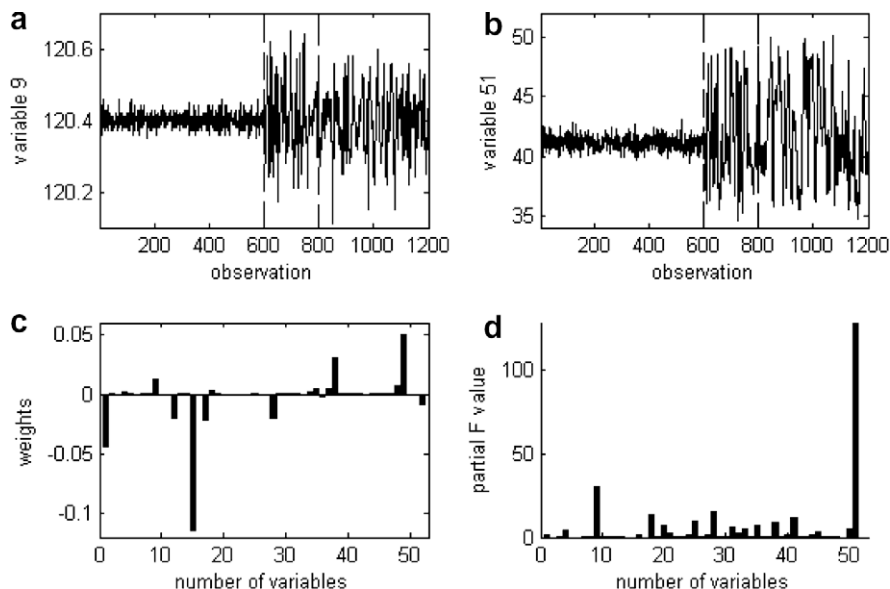 a
120.6
120.4
120.2
variable 9
200 400 600 800 1000 1200
observation
b
50
45
40
35
variable 51
200 400 600 800 1000 1200
observation
c
0.05
0
-0.05
-0.1
weights
0 10 20 30 40 50
number of variables
d
100
50
0
partial F value
0 10 20 30 40 50
number of variables